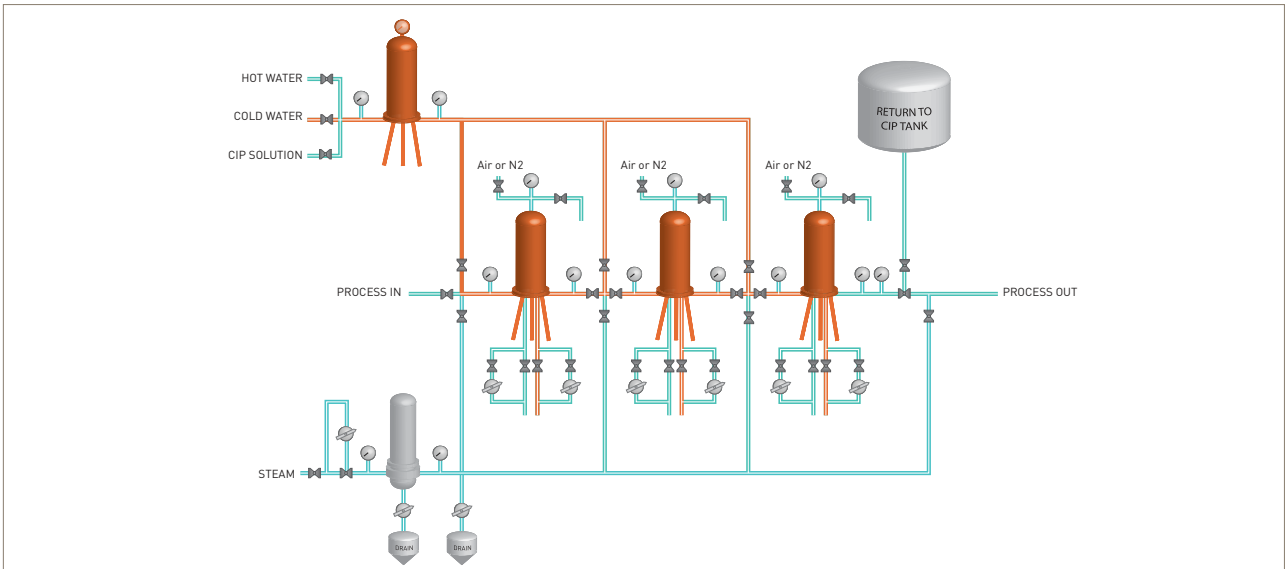 HOT WATER
COLD WATER
CIP SOLUTION
RETURN TO
CIP TANK
Air or N2
Air or N2
Air or N2
PROCESS IN
PROCESS OUT
STEAM
DRAIN
DRAIN